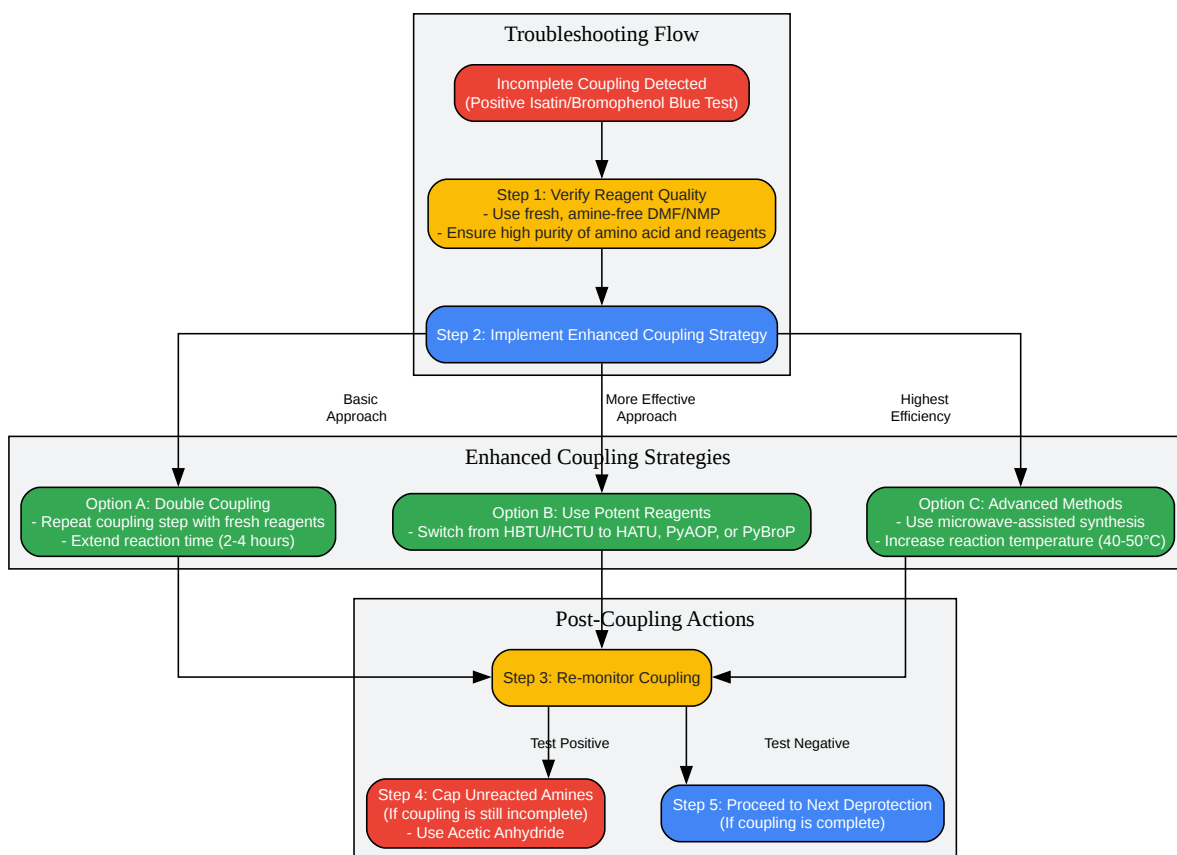 Troubleshooting Flow
Incomplete Coupling Detected
(Positive Isatin/Bromophenol Blue Test)
Step 1: Verify Reagent Quality
- Use fresh, amine-free DMF/NMP
- Ensure high purity of amino acid and reagents
Step 2: Implement Enhanced Coupling Strategy
Basic
Approach
More Effective
Approach
Highest
Efficiency
Enhanced Coupling Strategies
Option A: Double Coupling
- Repeat coupling step with fresh reagents
- Extend reaction time (2-4 hours)
Option B: Use Potent Reagents
- Switch from HBTU/HCTU to HATU, PyAOP, or PyBroP
Option C: Advanced Methods
- Use microwave-assisted synthesis
- Increase reaction temperature (40-50°C)
Post-Coupling Actions
Step 3: Re-monitor Coupling
Test Positive
Test Negative
Step 4: Cap Unreacted Amines
(If coupling is still incomplete)
- Use Acetic Anhydride
Step 5: Proceed to Next Deprotection
(If coupling is complete)